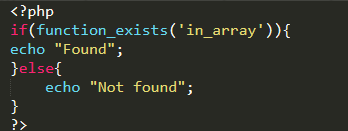 <?php
if(function_exists('in_array')){
echo "Found";
}else{
    echo "Not found";
}
?>